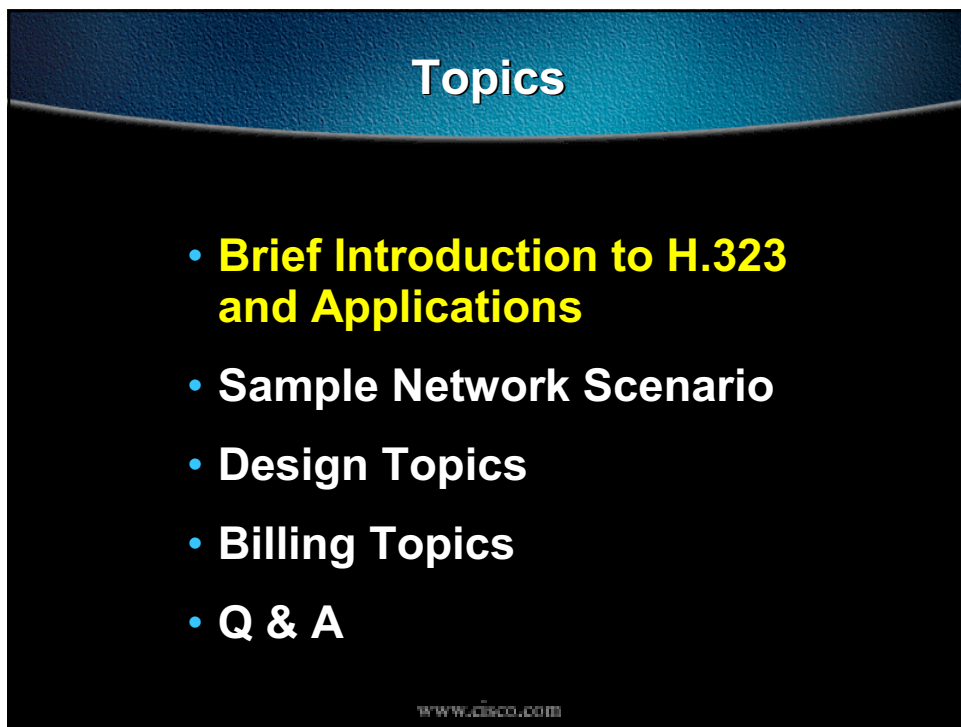 Topics
• Brief Introduction to H.323
and Applications
• Sample Network Scenario
• Design Topics
• Billing Topics
• Q & A
www.cisco.com